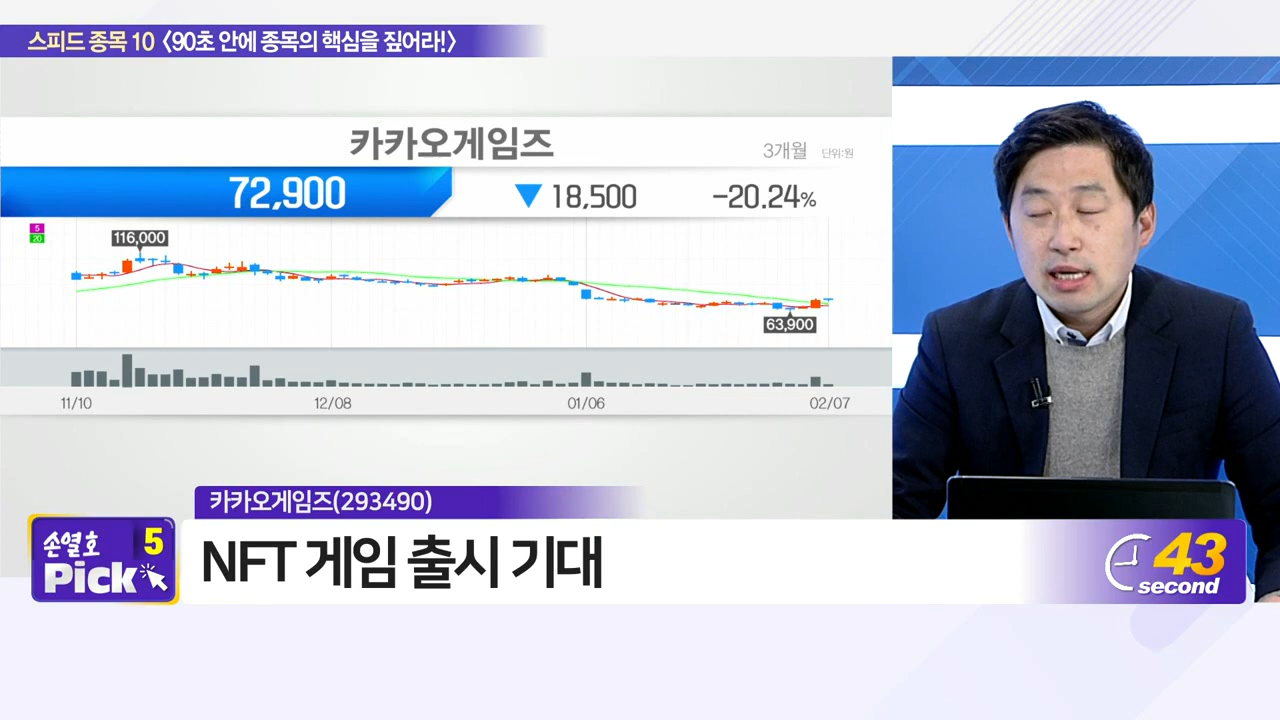 스피드 종목 10 <90초 안에 종목의 핵심을 짚어라!>
카카오게임즈
3개월 단위:원
72,900 ▼ 18,500 -20.24%
5
20
116,000
63,900
11/10 12/08 01/06 02/07
카카오게임즈(293490)
손열호 5
Pick
NFT 게임 출시 기대
43
second